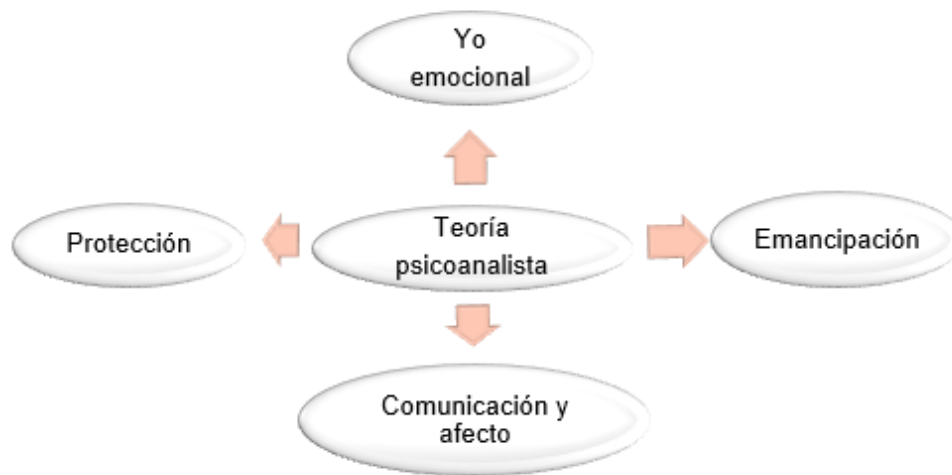 Yo
emocional
Protección
Teoría
psicoanalista
Emancipación
Comunicación y
afecto